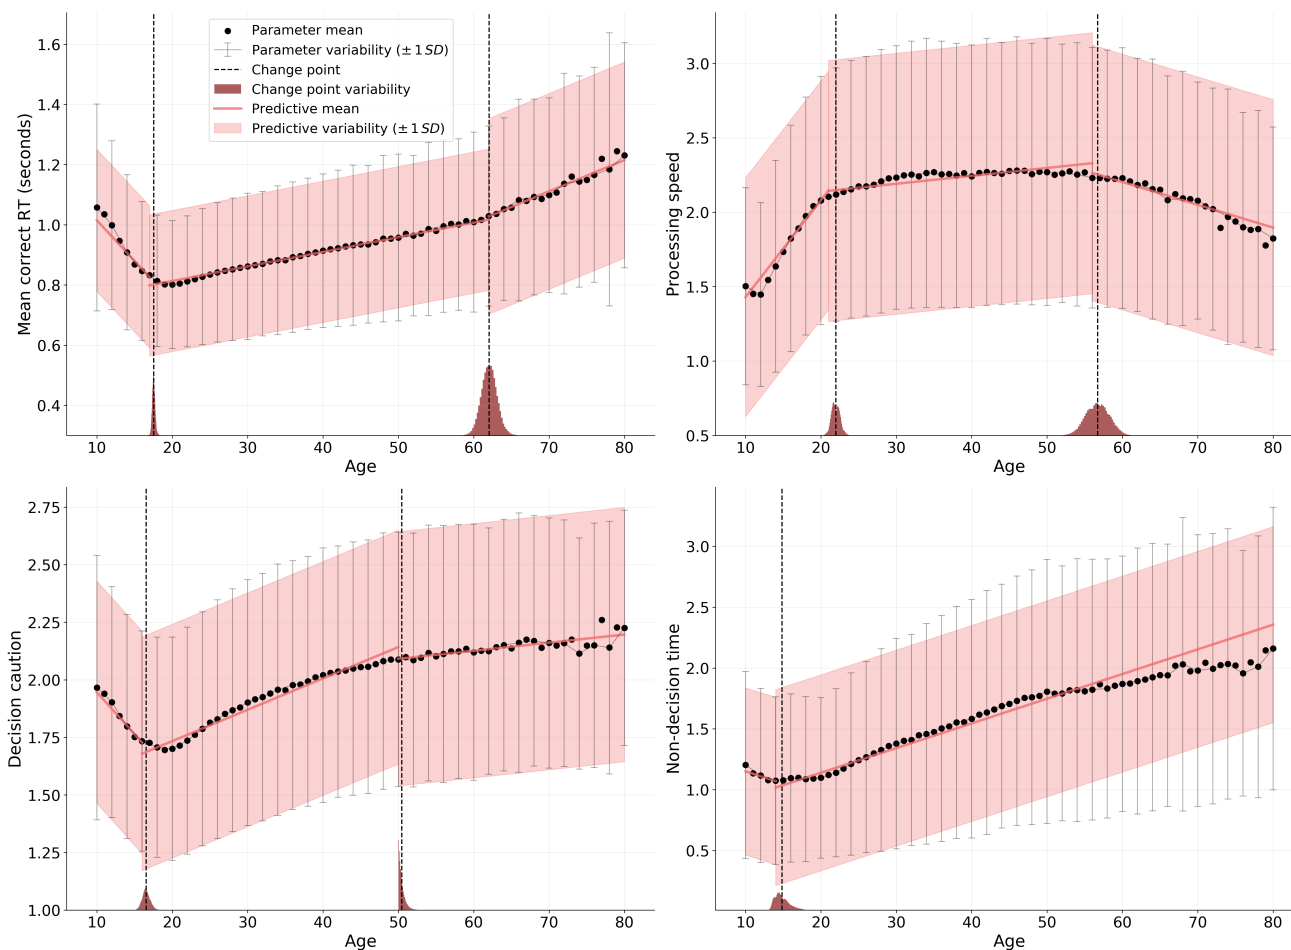 Parameter mean
Parameter variability (± 1 SD)
Change point
Change point variability
Predictive mean
Predictive variability (± 1 SD)
Mean correct RT (seconds)
1.6
1.4
1.2
1.0
0.8
0.6
0.4
10 20 30 40 50 60 70 80
Age
Processing speed
3.0
2.5
2.0
1.5
1.0
0.5
10 20 30 40 50 60 70 80
Age
Decision caution
2.75
2.50
2.25
2.00
1.75
1.50
1.25
1.00
10 20 30 40 50 60 70 80
Age
Non-decision time
3.0
2.5
2.0
1.5
1.0
0.5
10 20 30 40 50 60 70 80
Age